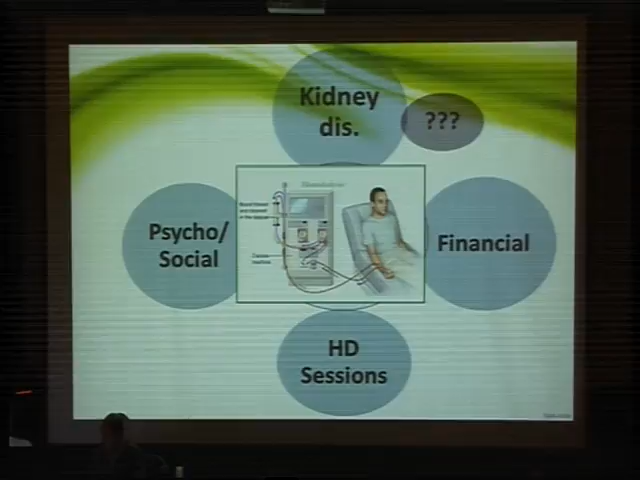 Kidney
dis.
???
Psycho/
Social
Financial
HD
Sessions